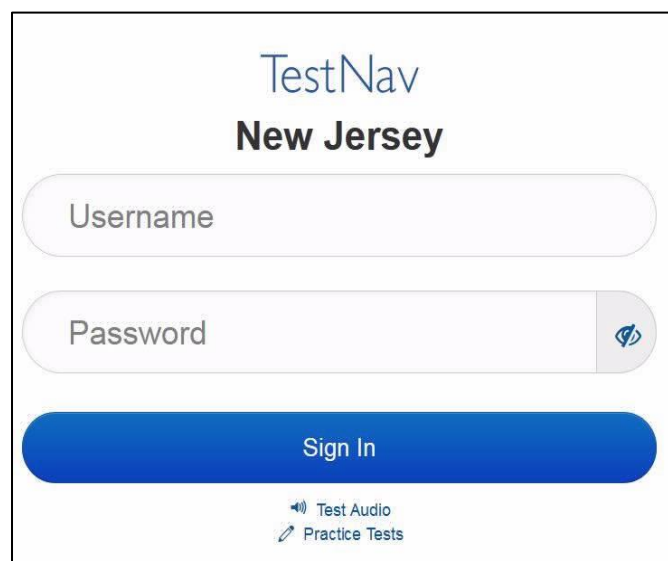 TestNav
New Jersey
Username
Password
Sign In
Test Audio
Practice Tests